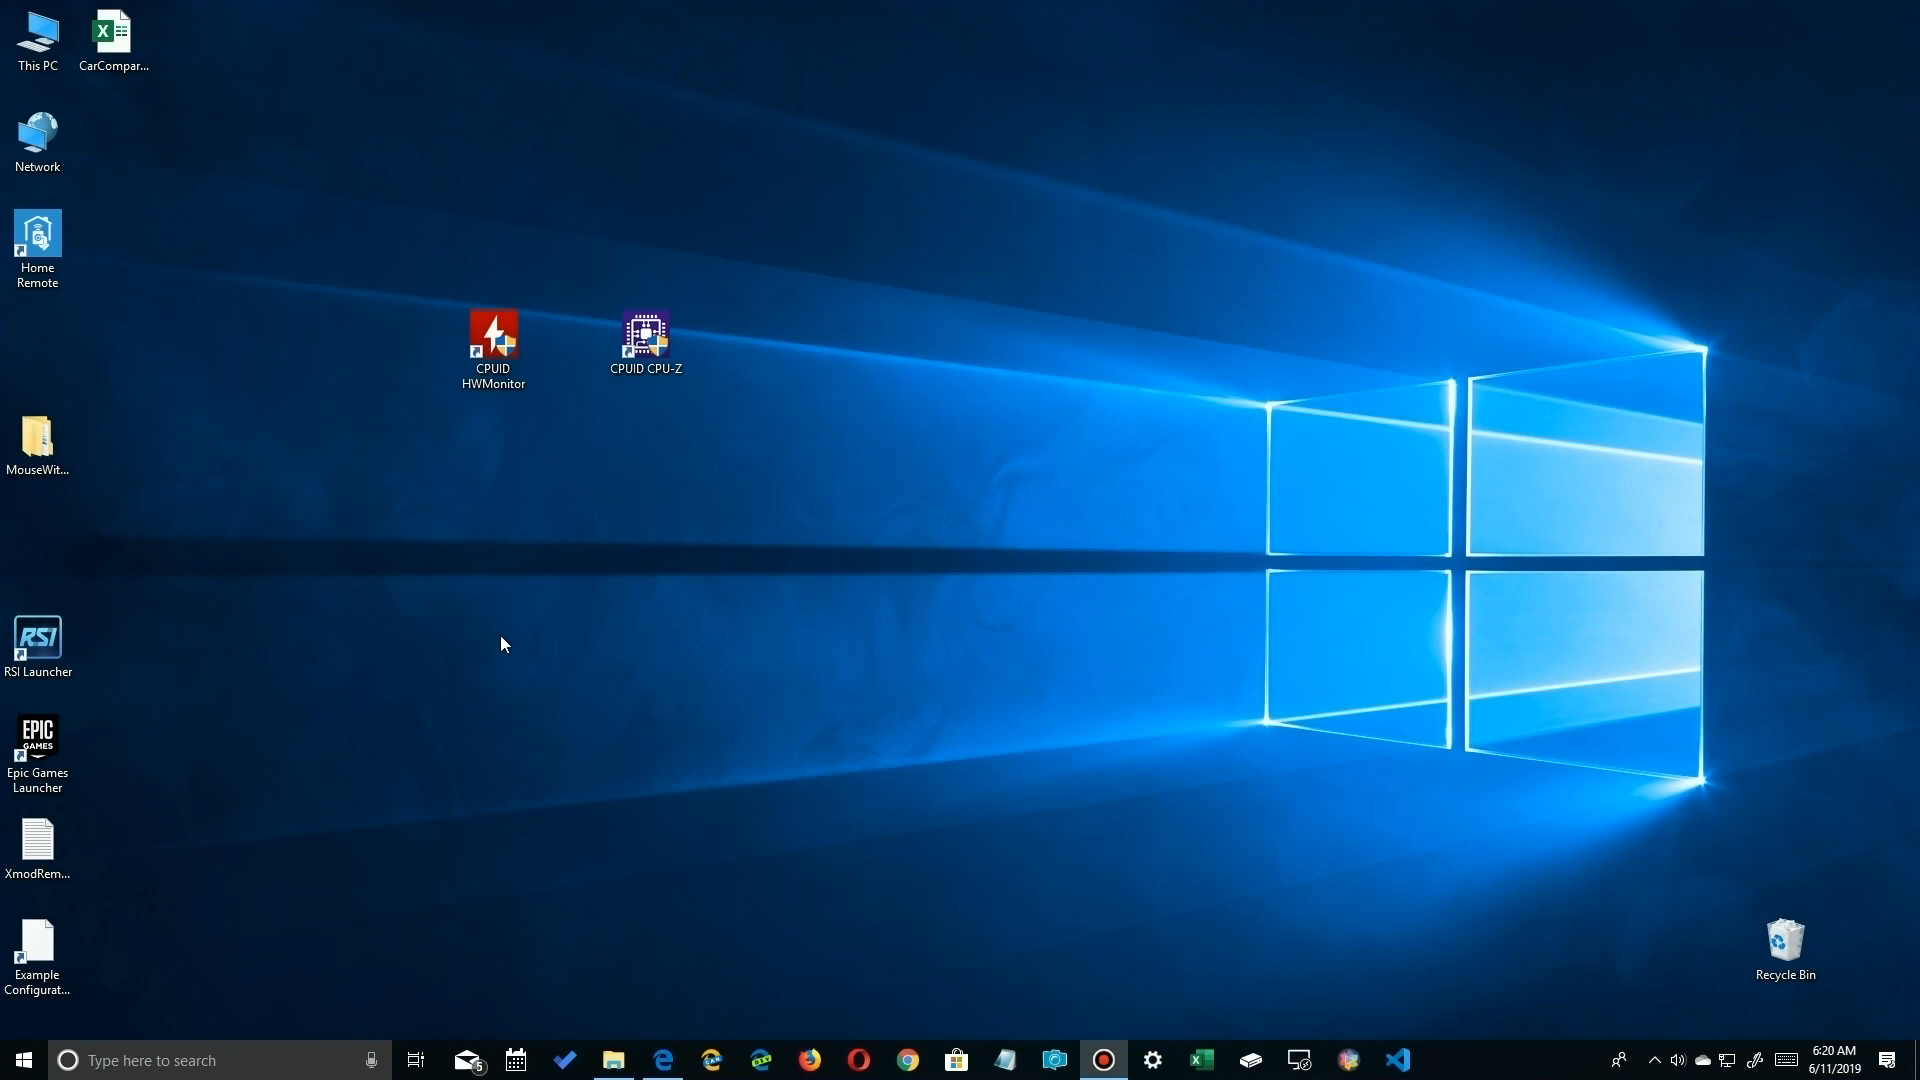 This PC
CarCompar...
Network
Home
Remote
CPUID
HWMonitor
CPUID CPU-Z
MouseWit...
RSI
RSI Launcher
EPIC
GAMES
Epic Games
Launcher
XmodRem...
Example
Configurat...
Recycle Bin
Type here to search
5
6:20 AM
6/11/2019